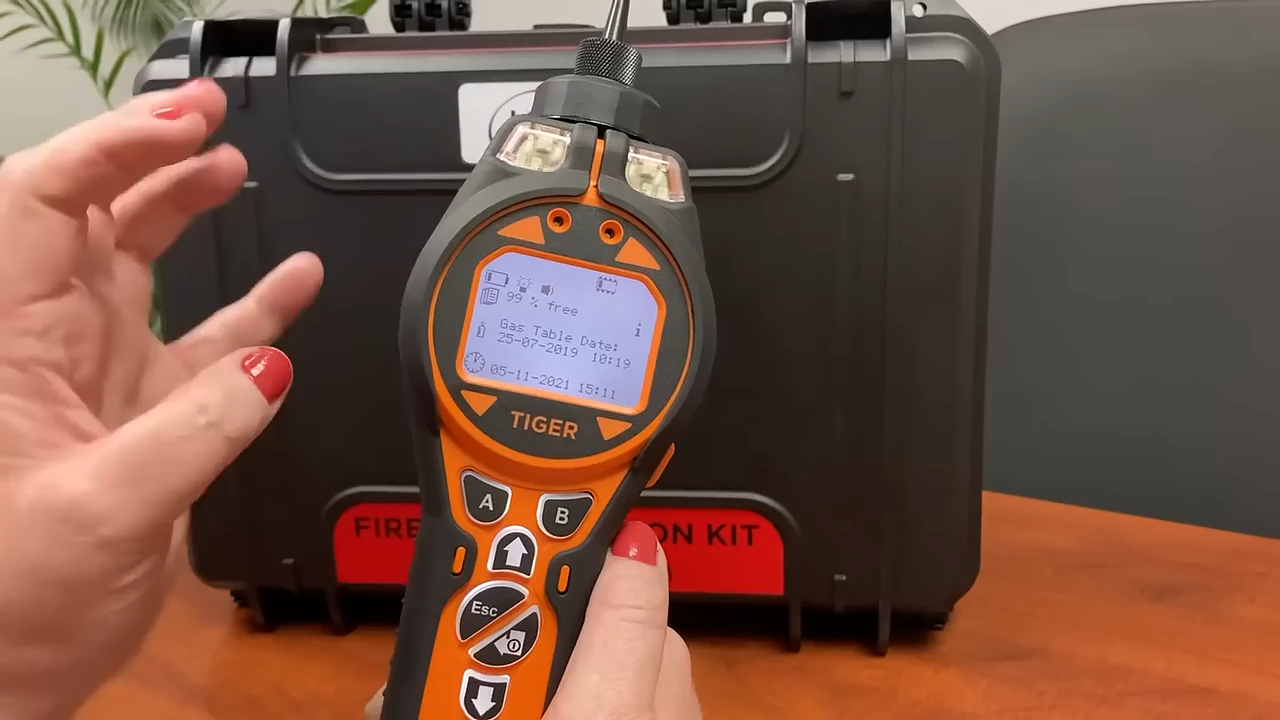 99 % free
i
Gas Table Date:
25-07-2019 10:19
05-11-2021 15:11
TIGER
A B
FIRE ON KIT
Esc